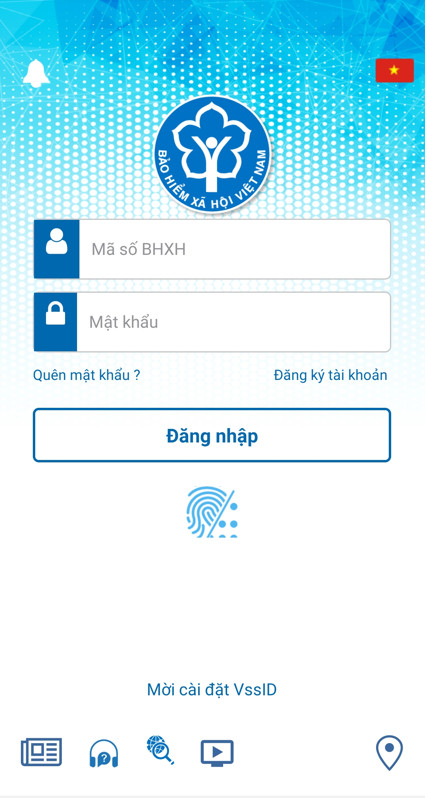 BẢO HIỂM XÃ HỘI VIỆT NAM
Mã số BHXH
Mật khẩu
Quên mật khẩu ? Đăng ký tài khoản
Đăng nhập
Mời cài đặt VssID